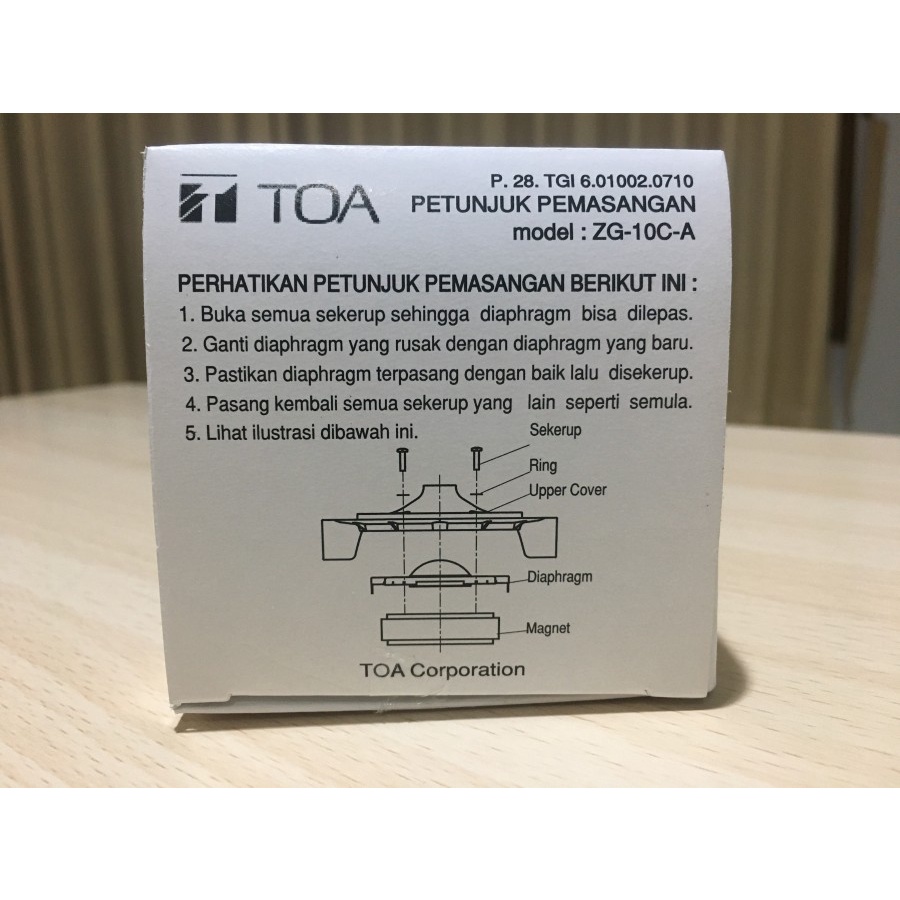 TOA
P. 28. TGI 6.01002.0710
PETUNJUK PEMASANGAN
model : ZG-10C-A
PERHATIKAN PETUNJUK PEMASANGAN BERIKUT INI :
1. Buka semua sekerup sehingga diaphragm bisa dilepas.
2. Ganti diaphragm yang rusak dengan diaphragm yang baru.
3. Pastikan diaphragm terpasang dengan baik lalu disekerup.
4. Pasang kembali semua sekerup yang lain seperti semula.
5. Lihat ilustrasi dibawah ini.
Sekerup
Ring
Upper Cover
Diaphragm
Magnet
TOA Corporation